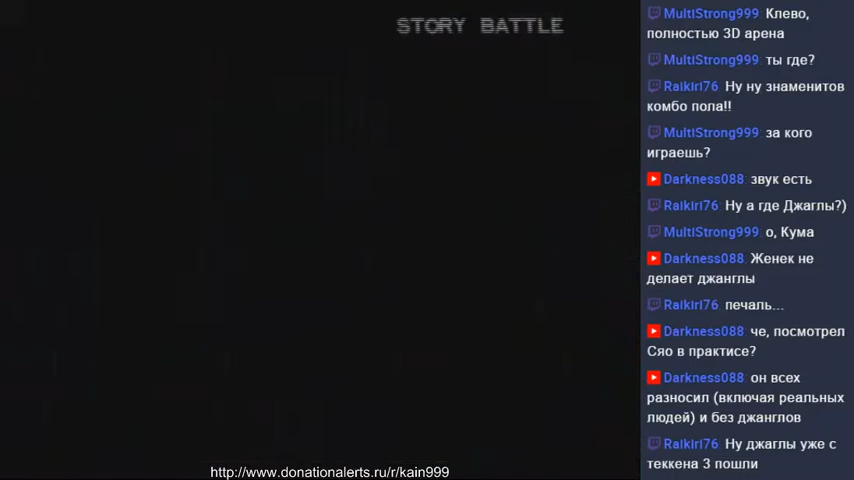 STORY BATTLE
MultiStrong999: Клево,
полностью 3D арена
MultiStrong999: ты где?
Raikiri76: Ну ну знаменитов
комбо пола!!
MultiStrong999: за кого
играешь?
Darkness088: звук есть
Raikiri76: Ну а где Джаглы?)
MultiStrong999: о, Кума
Darkness088: Женек не
делает джанглы
Raikiri76: печаль...
Darkness088: че, посмотрел
Сяо в практисе?
Darkness088: он всех
разносил (включая реальных
людей) и без джанглов
Raikiri76: Ну джаглы уже с
теккена 3 пошли
http://www.donationalerts.ru/r/kain999